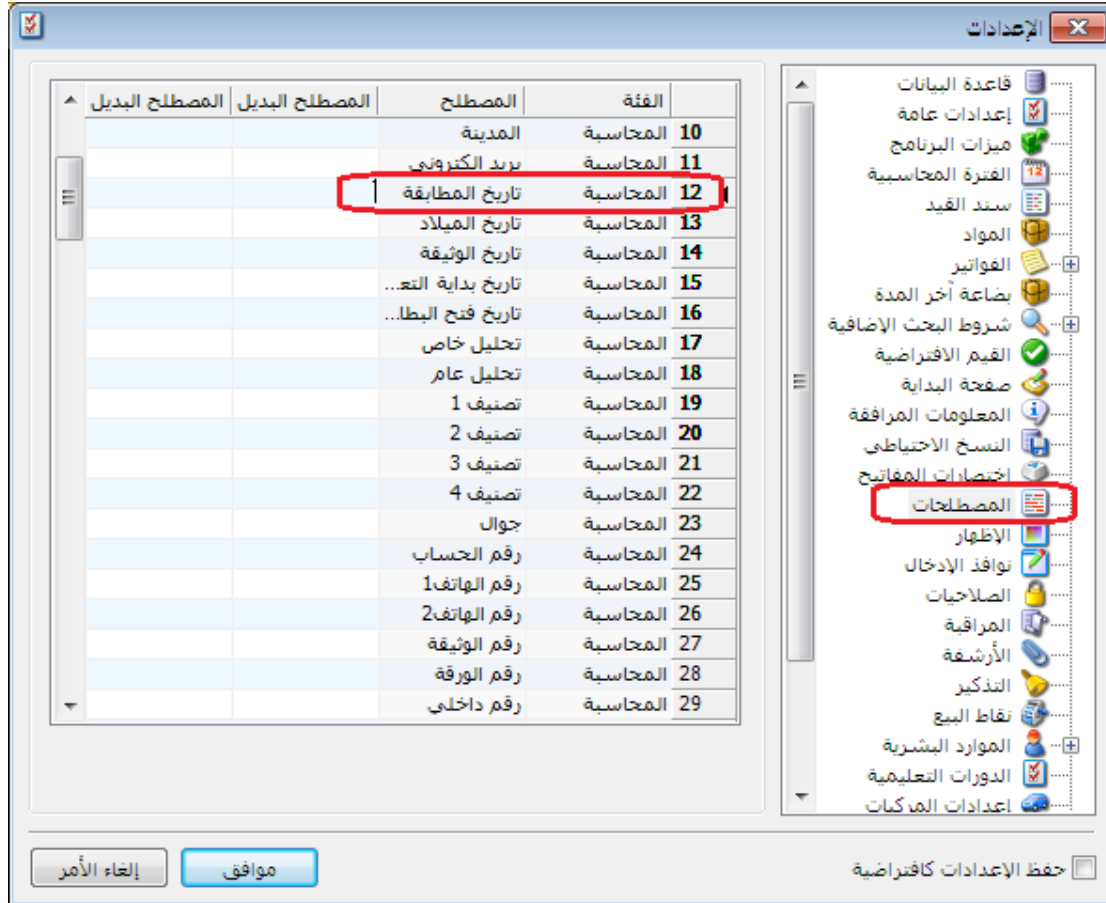 الإعدادات
قاعدة البيانات
إعدادات عامة
ميزات البرنامج
الفترة المحاسبية
سند القيد
المواد
الفواتير
بضاعة آخر المدة
شروط البحث الإضافية
القيم الافتراضية
صفحة البداية
المعلومات المرافقة
النسخ الاحتياطي
اختصارات المفاتيح
المصطلحات
الإظهار
نوافذ الإدخال
الصلاحيات
المراقبة
الأرشفة
التذكير
نقاط البيع
الموارد البشرية
الدورات التعليمية
إعدادات المركبات
الفئة المصطلح المصطلح البديل المصطلح البديل
10 المحاسبة المدينة
11 المحاسبة بريد الكتروني
12 المحاسبة تاريخ المطابقة
13 المحاسبة تاريخ الميلاد
14 المحاسبة تاريخ الوثيقة
15 المحاسبة تاريخ بداية التع...
16 المحاسبة تاريخ فتح البطا...
17 المحاسبة تحليل خاص
18 المحاسبة تحليل عام
19 المحاسبة تصنيف 1
20 المحاسبة تصنيف 2
21 المحاسبة تصنيف 3
22 المحاسبة تصنيف 4
23 المحاسبة جوال
24 المحاسبة رقم الحساب
25 المحاسبة رقم الهاتف1
26 المحاسبة رقم الهاتف2
27 المحاسبة رقم الوثيقة
28 المحاسبة رقم الورقة
29 المحاسبة رقم داخلي
حفظ الإعدادات كافتراضية
موافق
إلغاء الأمر